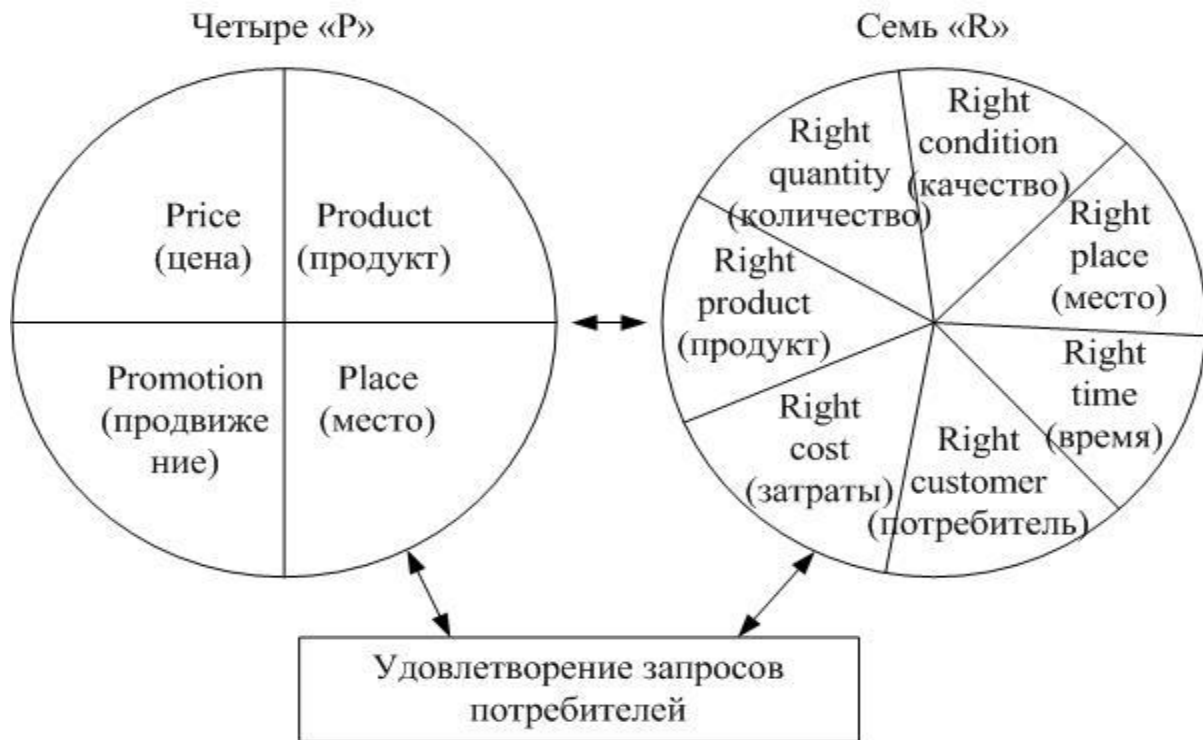 Четыре «P»
Price
(цена)
Product
(продукт)
Promotion
(продвиже
ние)
Place
(место)
Семь «R»
Right
quantity
(количество)
Right
condition
(качество)
Right
place
(место)
Right
product
(продукт)
Right
time
(время)
Right
cost
(затраты)
Right
customer
(потребитель)
Удовлетворение запросов
потребителей